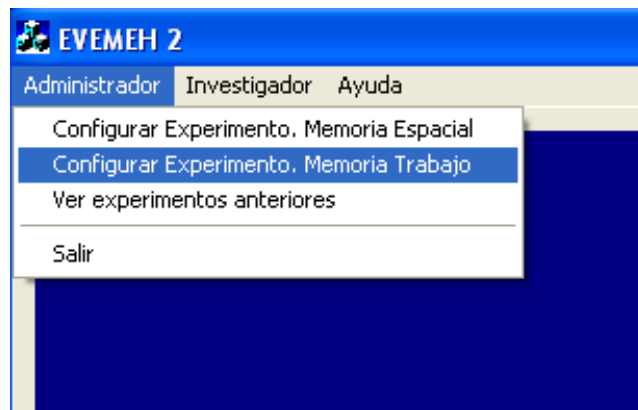 EVEMEH 2
Administrador Investigador Ayuda
Configurar Experimento. Memoria Espacial
Configurar Experimento. Memoria Trabajo
Ver experimentos anteriores
Salir